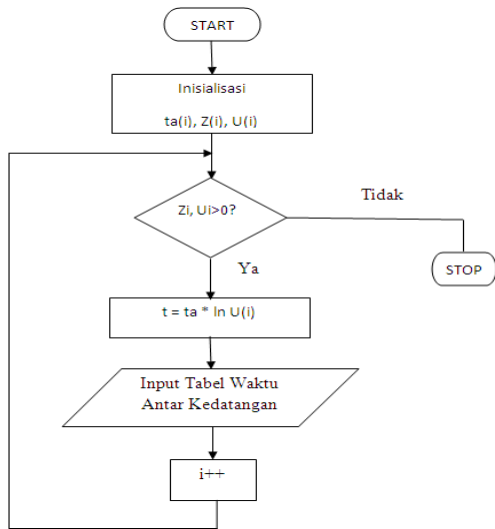 START
Inisialisasi
ta(i), Z(i), U(i)
Zi, Ui>0?
Tidak
STOP
Ya
t = ta * ln U(i)
Input Tabel Waktu
Antar Kedatangan
i++